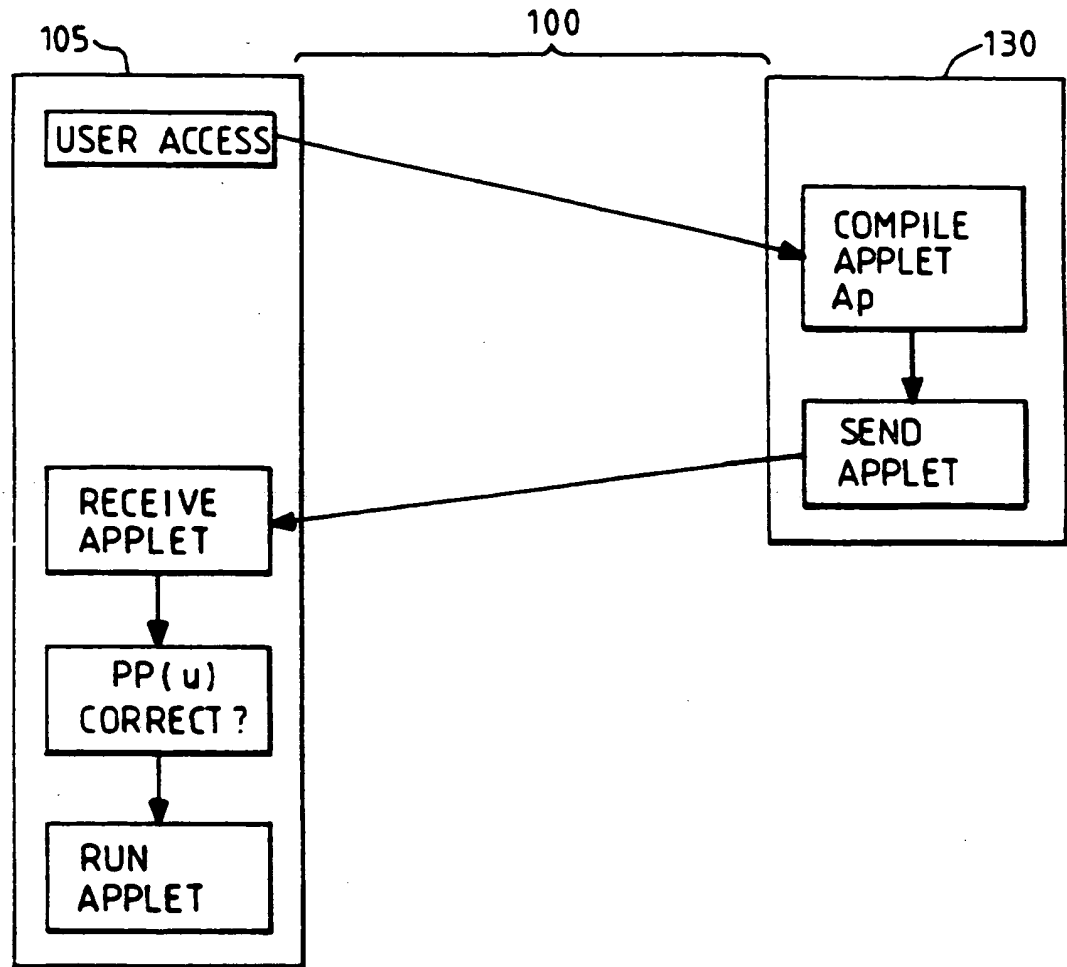 105
100
130
USER ACCESS
COMPILE
APPLET
Ap
SEND
APPLET
RECEIVE
APPLET
PP(u)
CORRECT?
RUN
APPLET